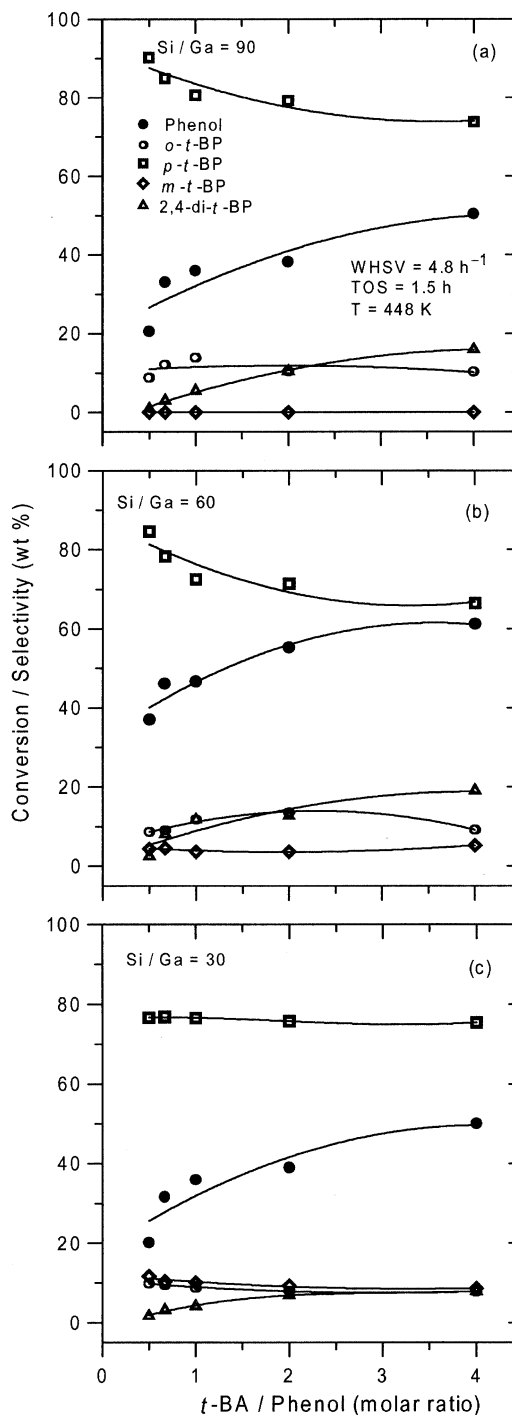 100
Si / Ga = 90
(a)
80
Phenol
o-t-BP
p-t-BP
m-t-BP
2,4-di-t-BP
60
40
WHSV = 4.8 h⁻¹
TOS = 1.5 h
T = 448 K
20
0
100
Si / Ga = 60
(b)
80
60
40
20
0
Conversion / Selectivity (wt %)
100
Si / Ga = 30
(c)
80
60
40
20
0
0 1 2 3 4
t-BA / Phenol (molar ratio)